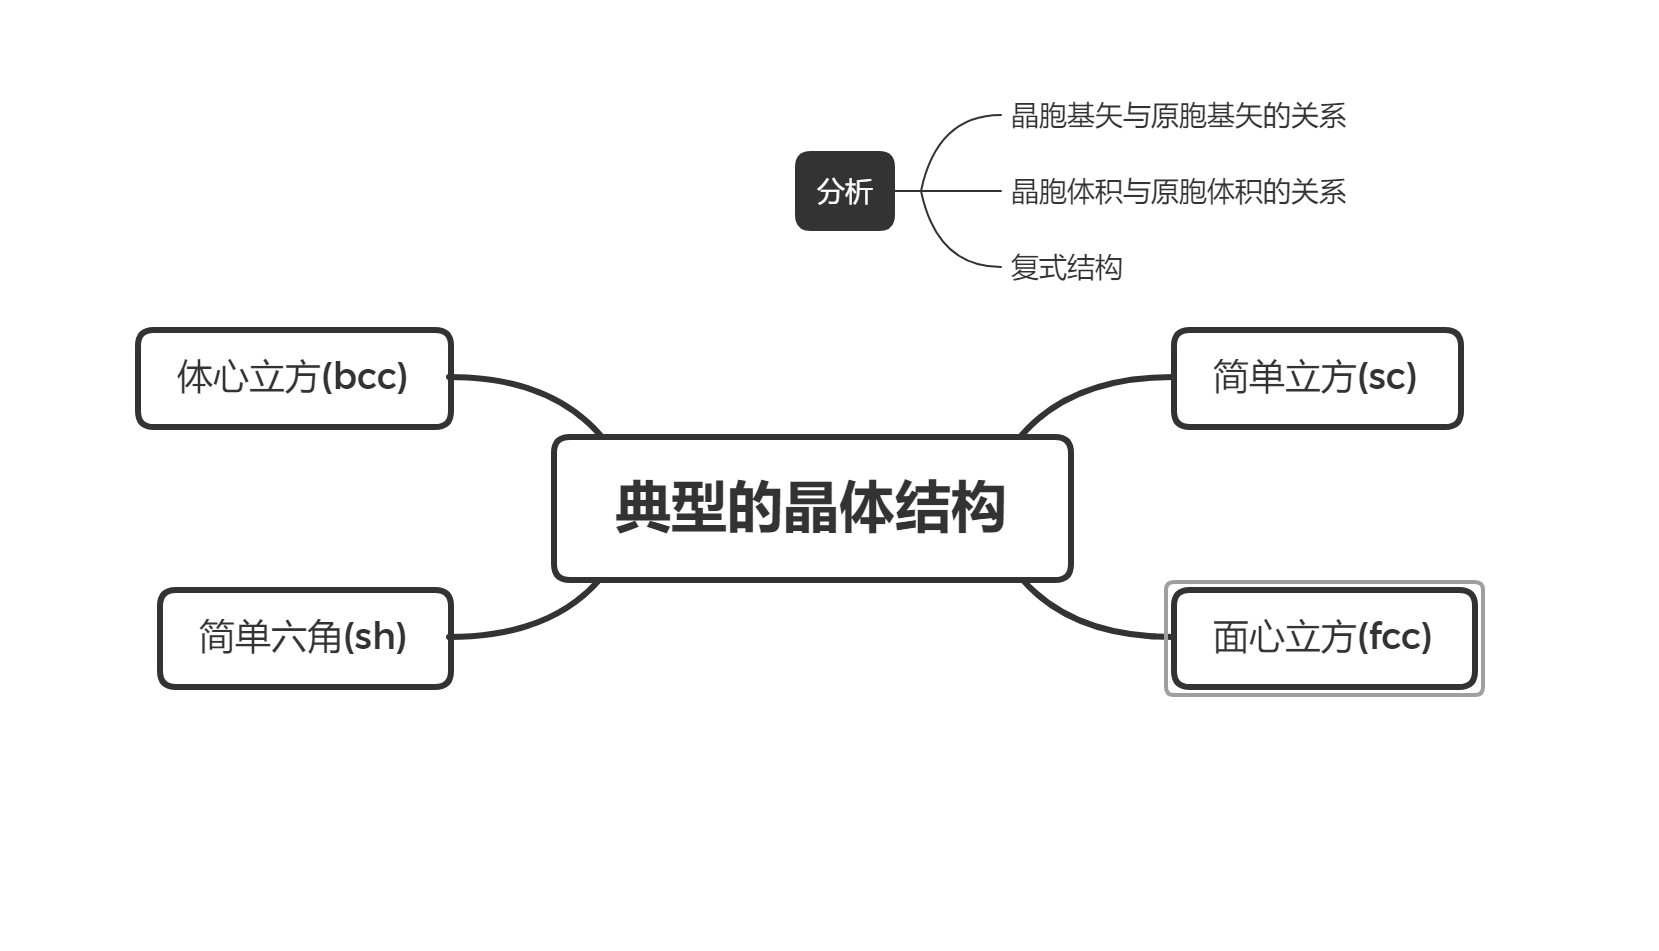 晶胞基矢与原胞基矢的关系
分析
晶胞体积与原胞体积的关系
复式结构
体心立方(bcc)
简单立方(sc)
典型的晶体结构
简单六角(sh)
面心立方(fcc)